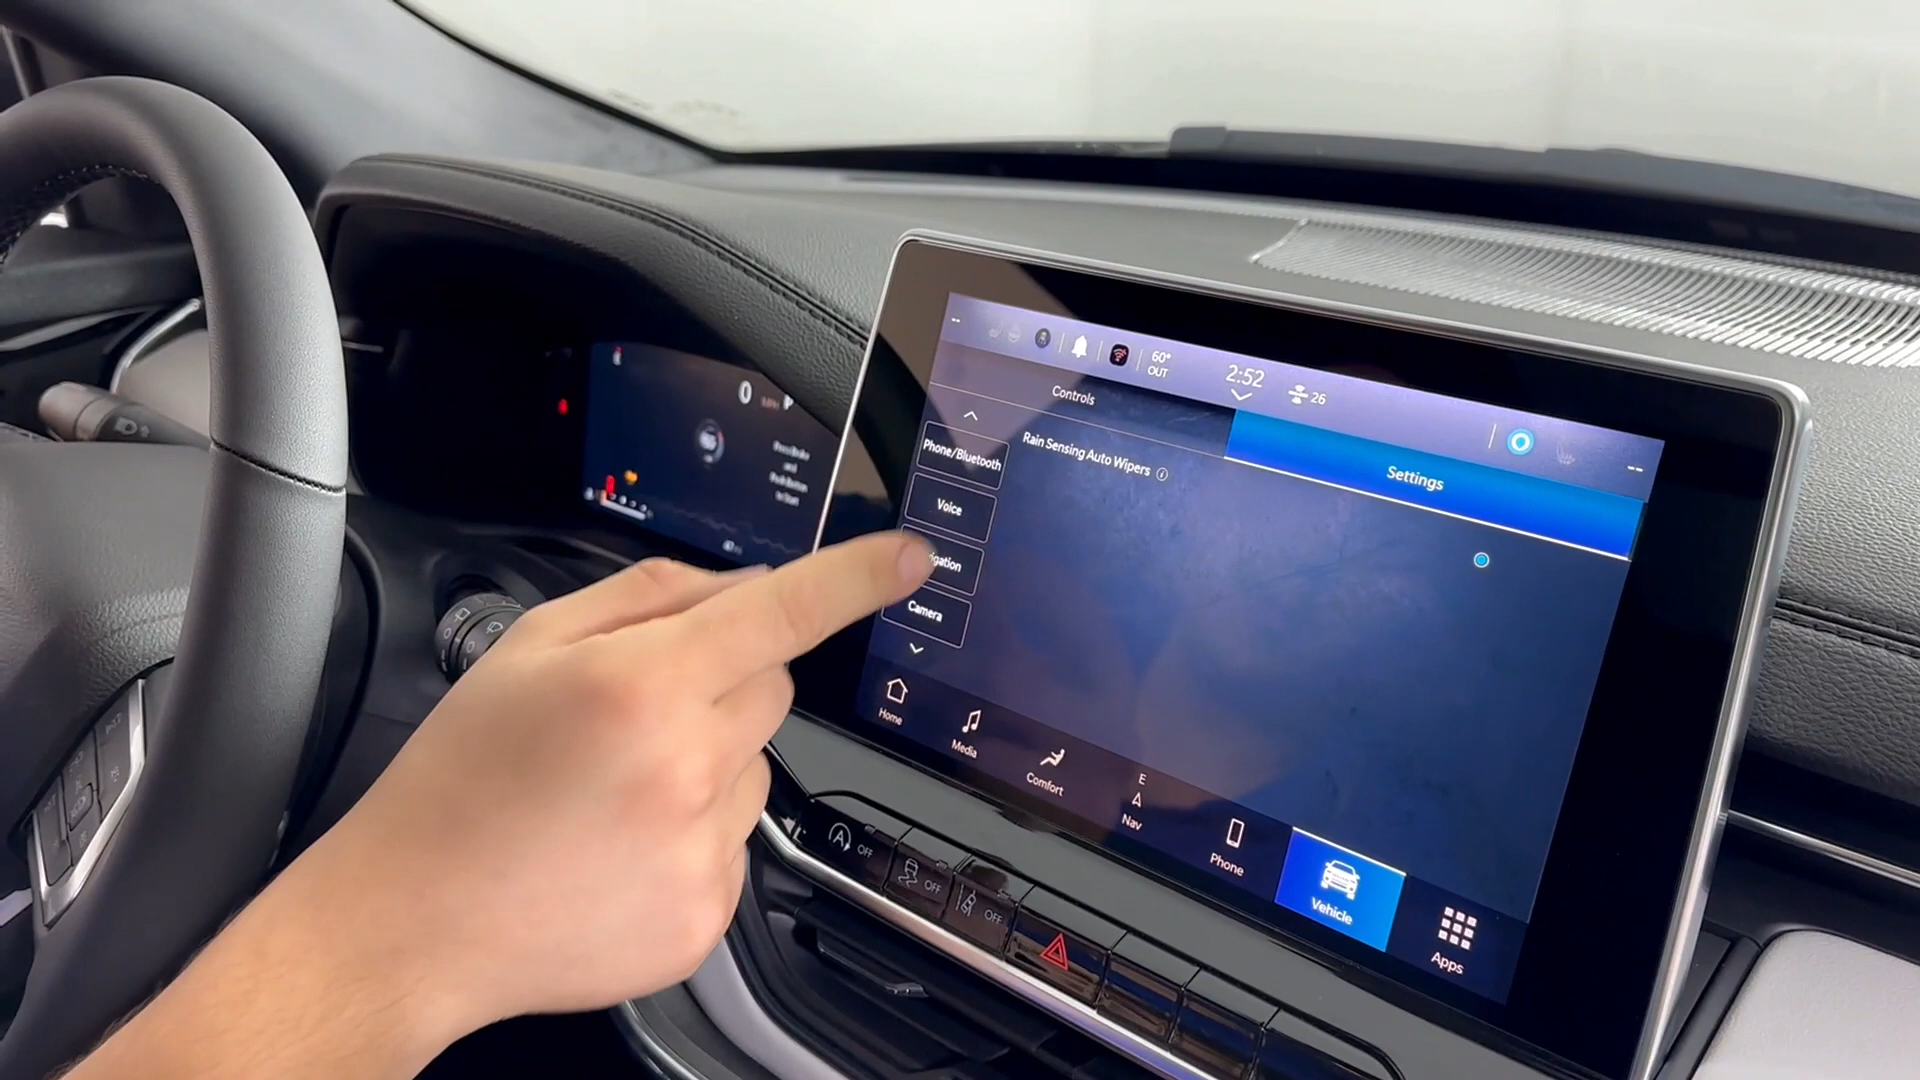 60°
OUT
2:52
26
Controls
Settings
Phone/Bluetooth
Rain Sensing Auto Wipers
Voice
Camera
Home
Media
Comfort
E
Nav
Phone
Vehicle
Apps
0
P
A OFF
OFF
OFF